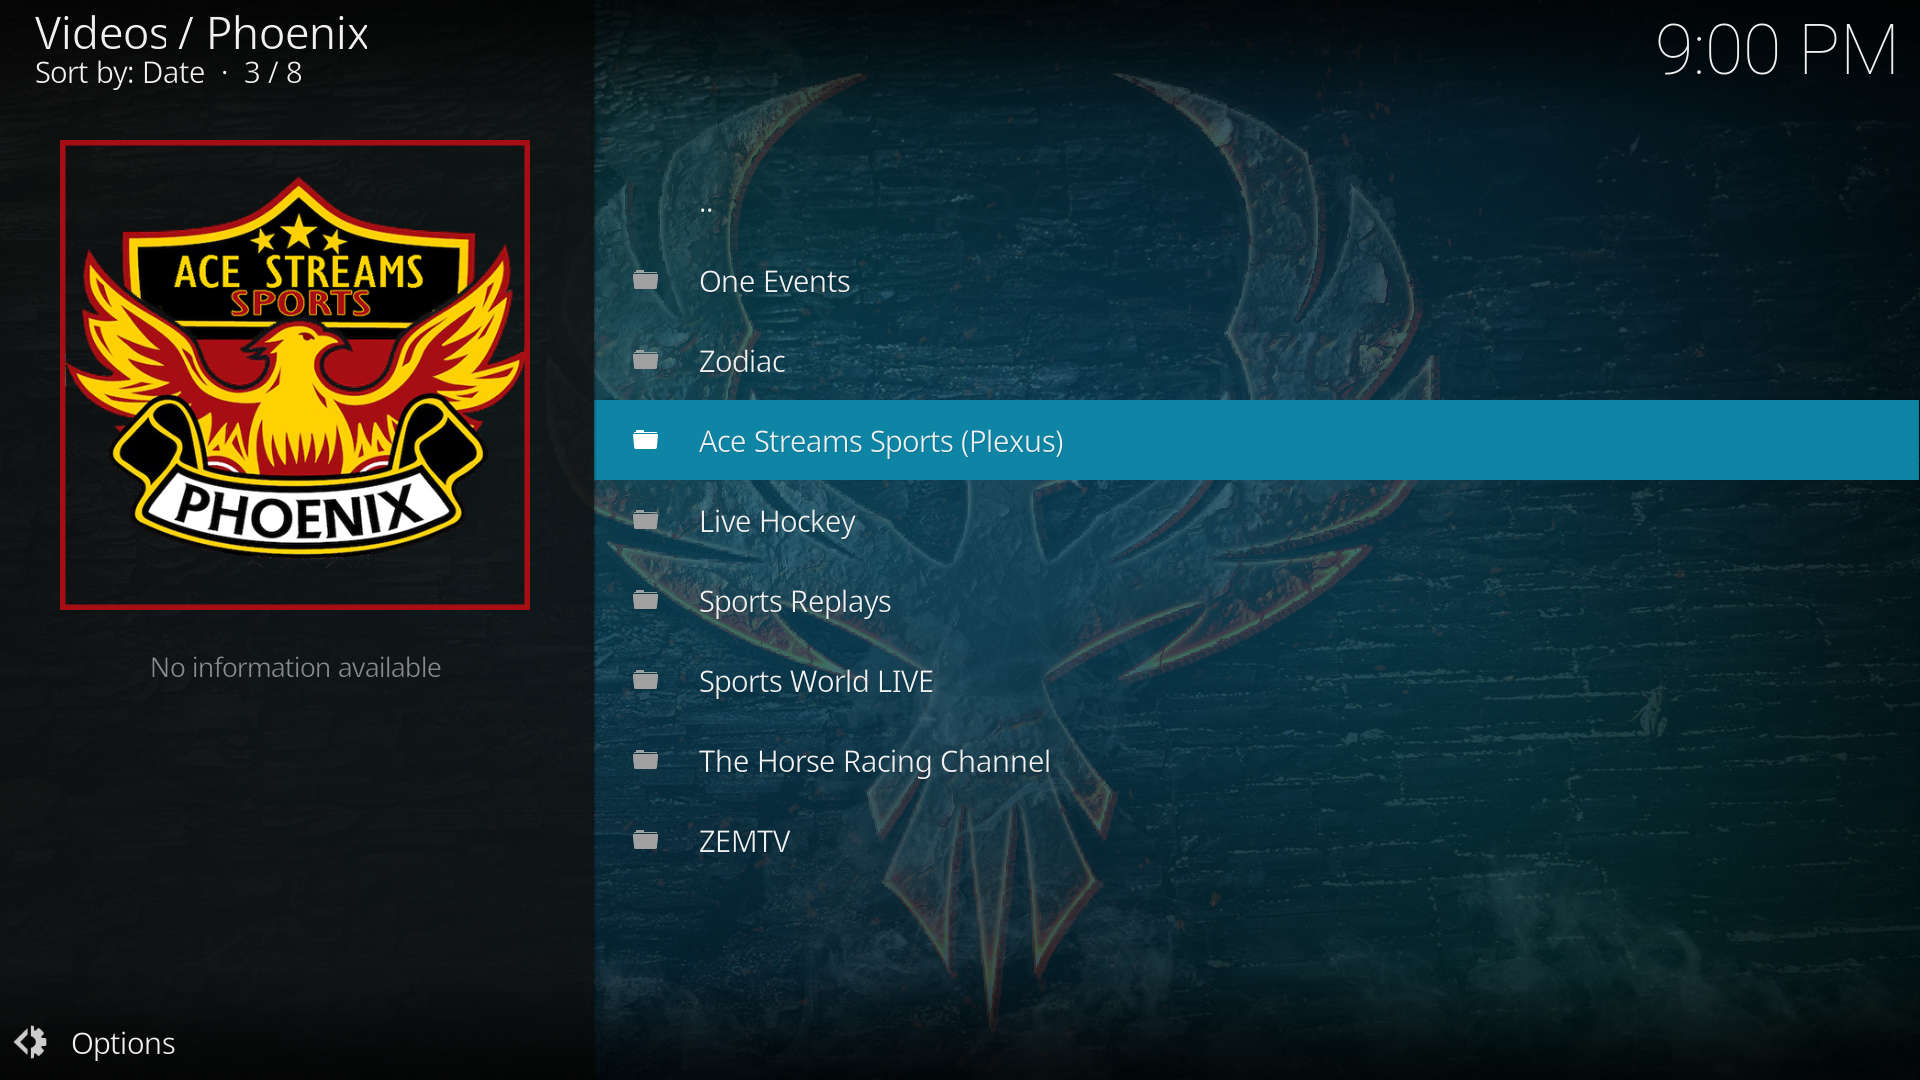 Videos / Phoenix
Sort by: Date · 3 / 8
9:00 PM
ACE STREAMS
SPORTS
PHOENIX
No information available
..
One Events
Zodiac
Ace Streams Sports (Plexus)
Live Hockey
Sports Replays
Sports World LIVE
The Horse Racing Channel
ZEMTV
Options